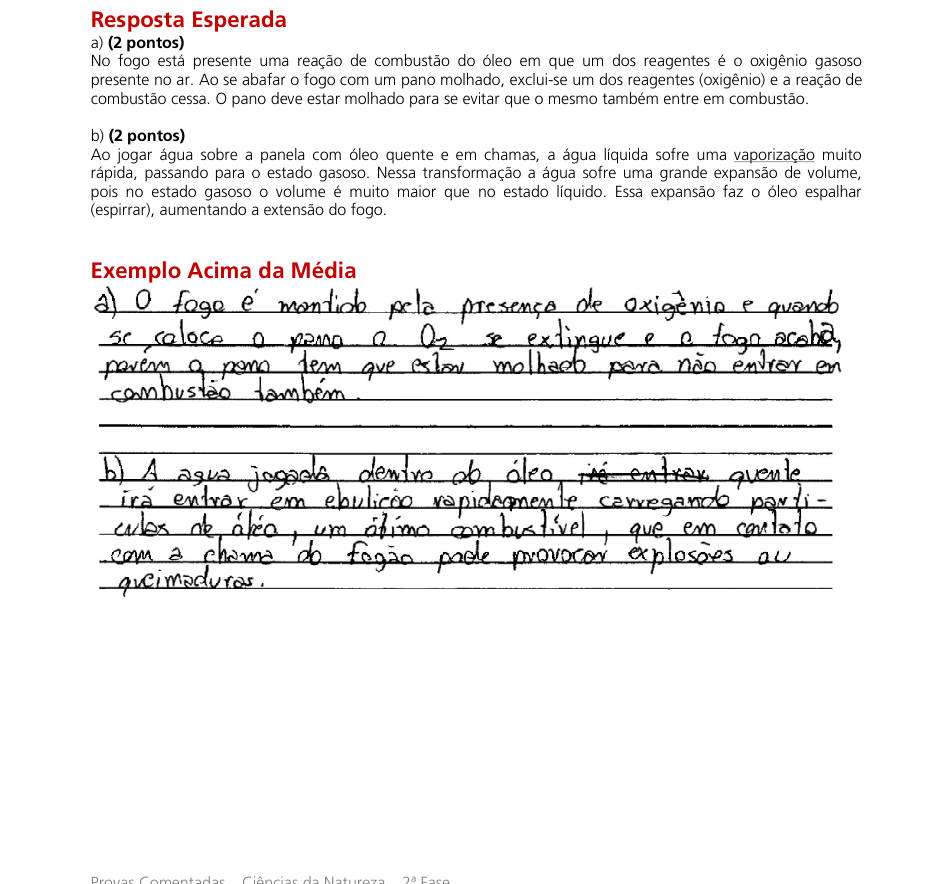 Resposta Esperada
a) (2 pontos)
No fogo está presente uma reação de combustão do óleo em que um dos reagentes é o oxigênio gasoso
presente no ar. Ao se abafar o fogo com um pano molhado, exclui-se um dos reagentes (oxigênio) e a reação de
combustão cessa. O pano deve estar molhado para se evitar que o mesmo também entre em combustão.
b) (2 pontos)
Ao jogar água sobre a panela com óleo quente e em chamas, a água líquida sofre uma vaporização muito
rápida, passando para o estado gasoso. Nessa transformação a água sofre uma grande expansão de volume,
pois no estado gasoso o volume é muito maior que no estado líquido. Essa expansão faz o óleo espalhar
(espirrar), aumentando a extensão do fogo.
Exemplo Acima da Média
a) O fogo é mantido pela presença de oxigênio e quando
se coloca o pano o O2 se extingue e o fogo acaba,
porém o pano tem que estar molhado para não entrar em
combustão também.
b) A agua jogada dentro do óleo irá entrar quente
irá entrar em ebulição rapidamente carregando partí-
culas de óleo, um ótimo combustível, que em contato
com a chama do fogão pode provocar explosões ou
queimaduras.
Provas Comentadas Ciências da Natureza 2ª Fase